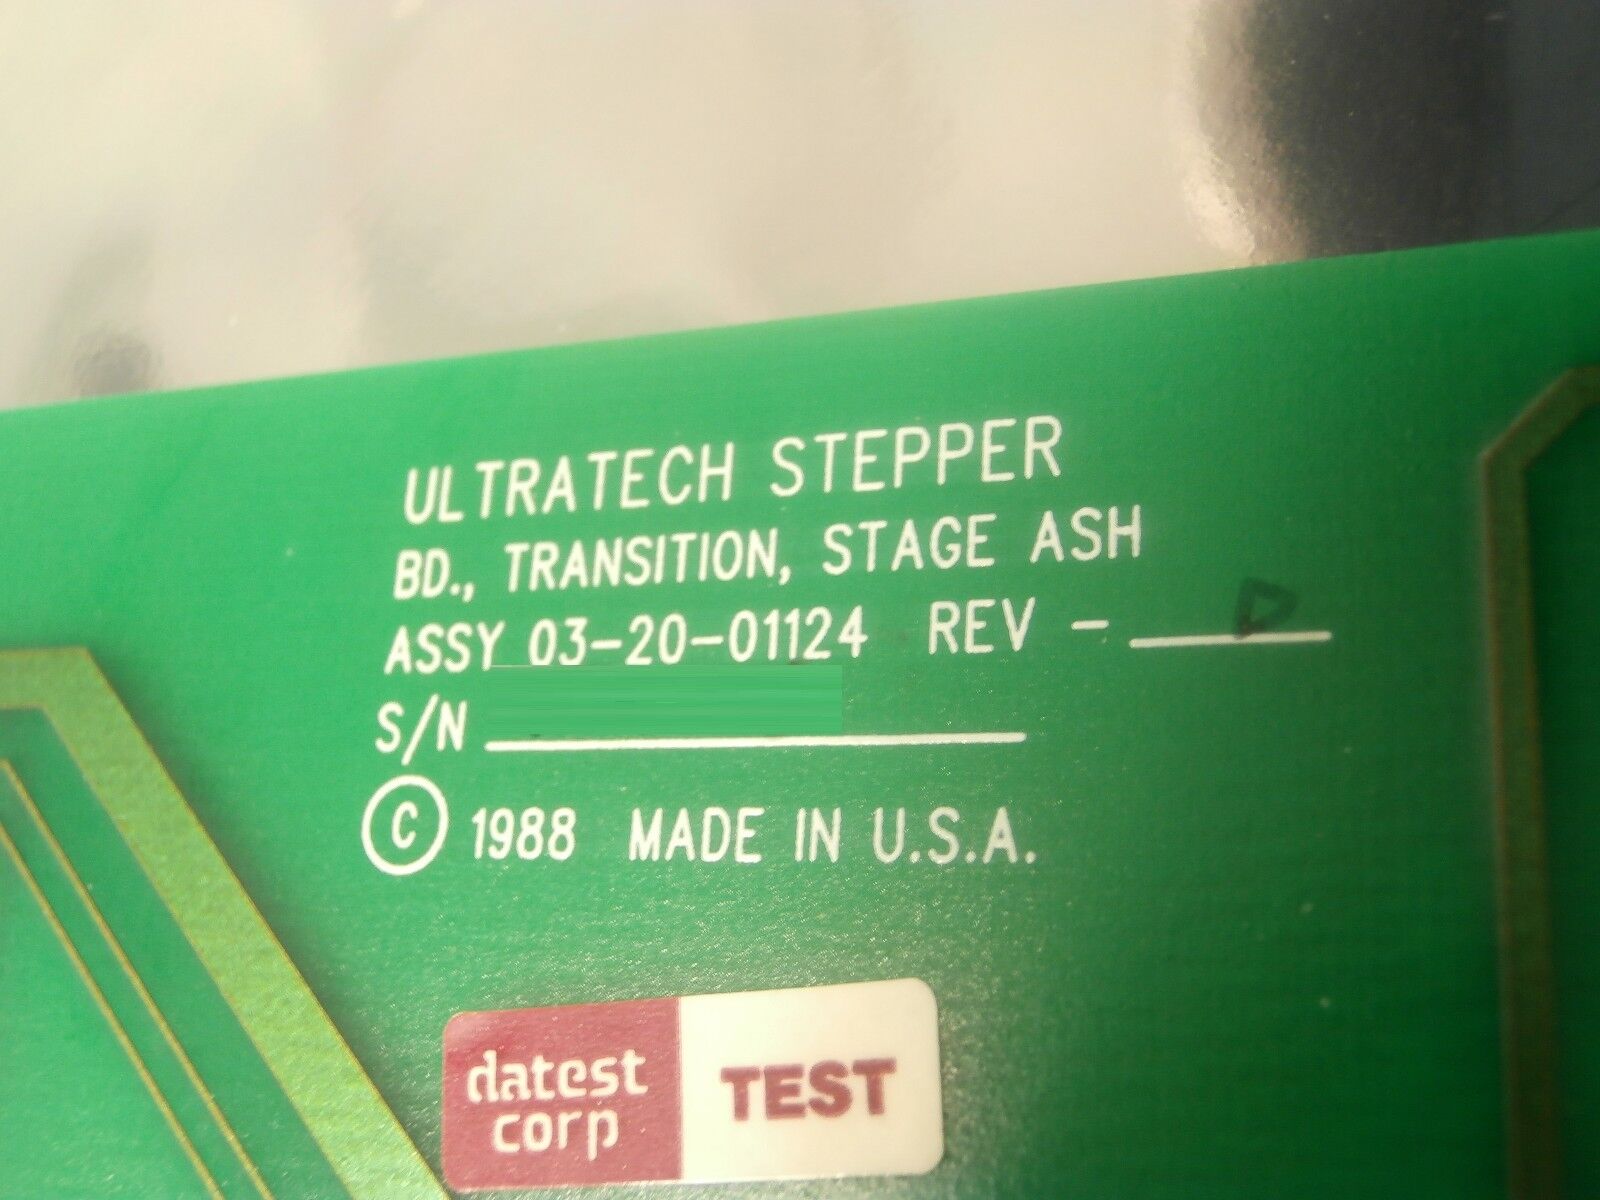 ULTRATECH STEPPER
BD., TRANSITION, STAGE ASH
ASSY 03-20-01124 REV - D
S/N
© 1988 MADE IN U.S.A.
datest corp TEST